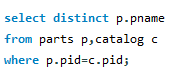 select distinct p.pname
from parts p,catalog c
where p.pid=c.pid;